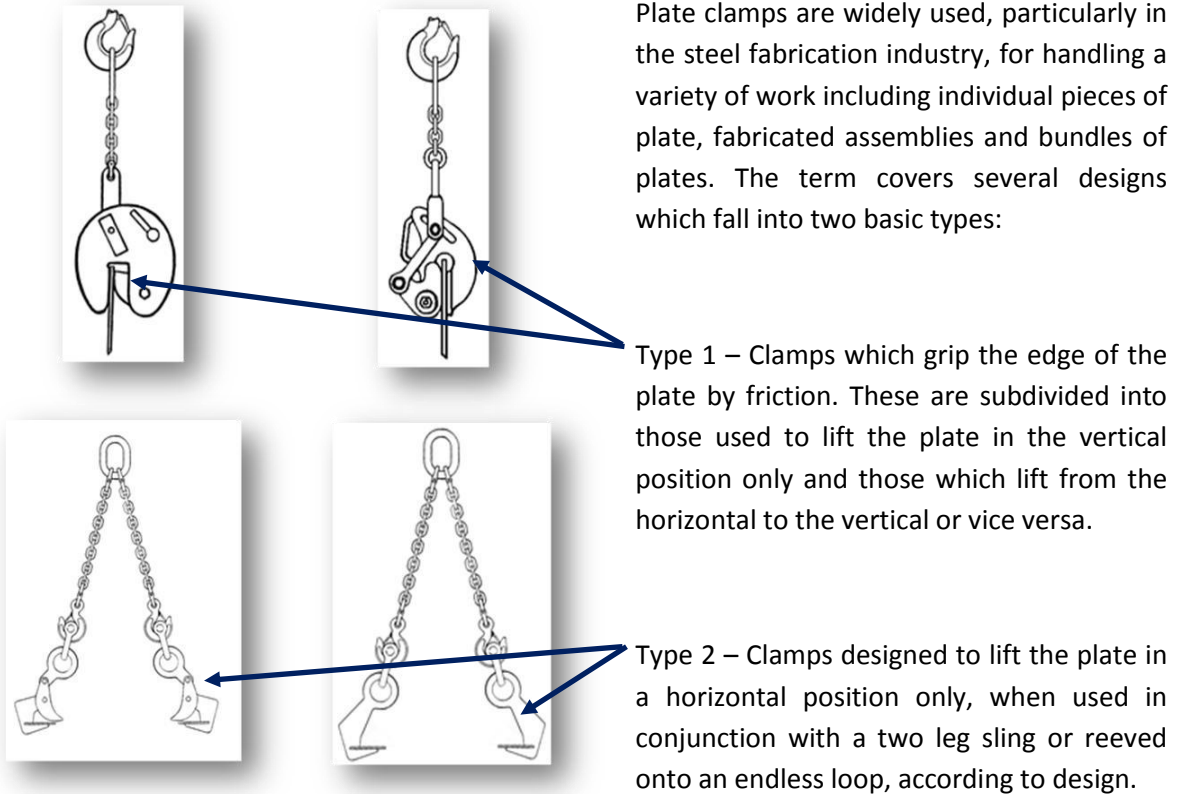 Plate clamps are widely used, particularly in
the steel fabrication industry, for handling a
variety of work including individual pieces of
plate, fabricated assemblies and bundles of
plates. The term covers several designs
which fall into two basic types:
Type 1 – Clamps which grip the edge of the
plate by friction. These are subdivided into
those used to lift the plate in the vertical
position only and those which lift from the
horizontal to the vertical or vice versa.
Type 2 – Clamps designed to lift the plate in
a horizontal position only, when used in
conjunction with a two leg sling or reeved
onto an endless loop, according to design.